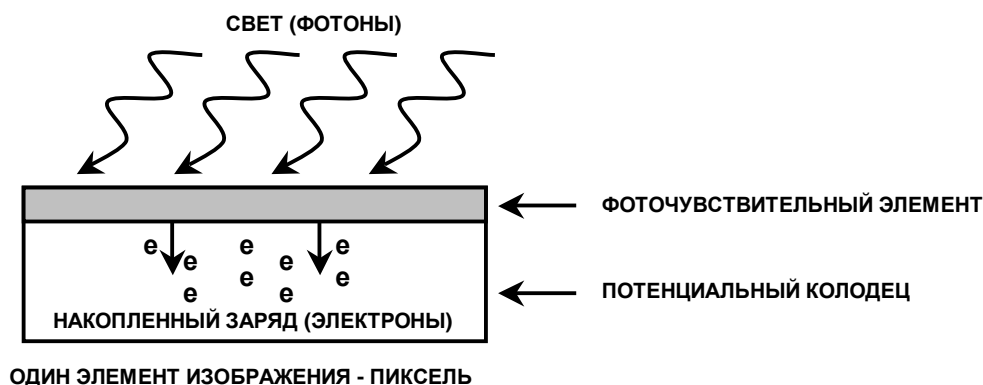 СВЕТ (ФОТОНЫ)
ФОТОЧУВСТВИТЕЛЬНЫЙ ЭЛЕМЕНТ
e e e
e e
e e
e e
ПОТЕНЦИАЛЬНЫЙ КОЛОДЕЦ
НАКОПЛЕННЫЙ ЗАРЯД (ЭЛЕКТРОНЫ)
ОДИН ЭЛЕМЕНТ ИЗОБРАЖЕНИЯ - ПИКСЕЛЬ